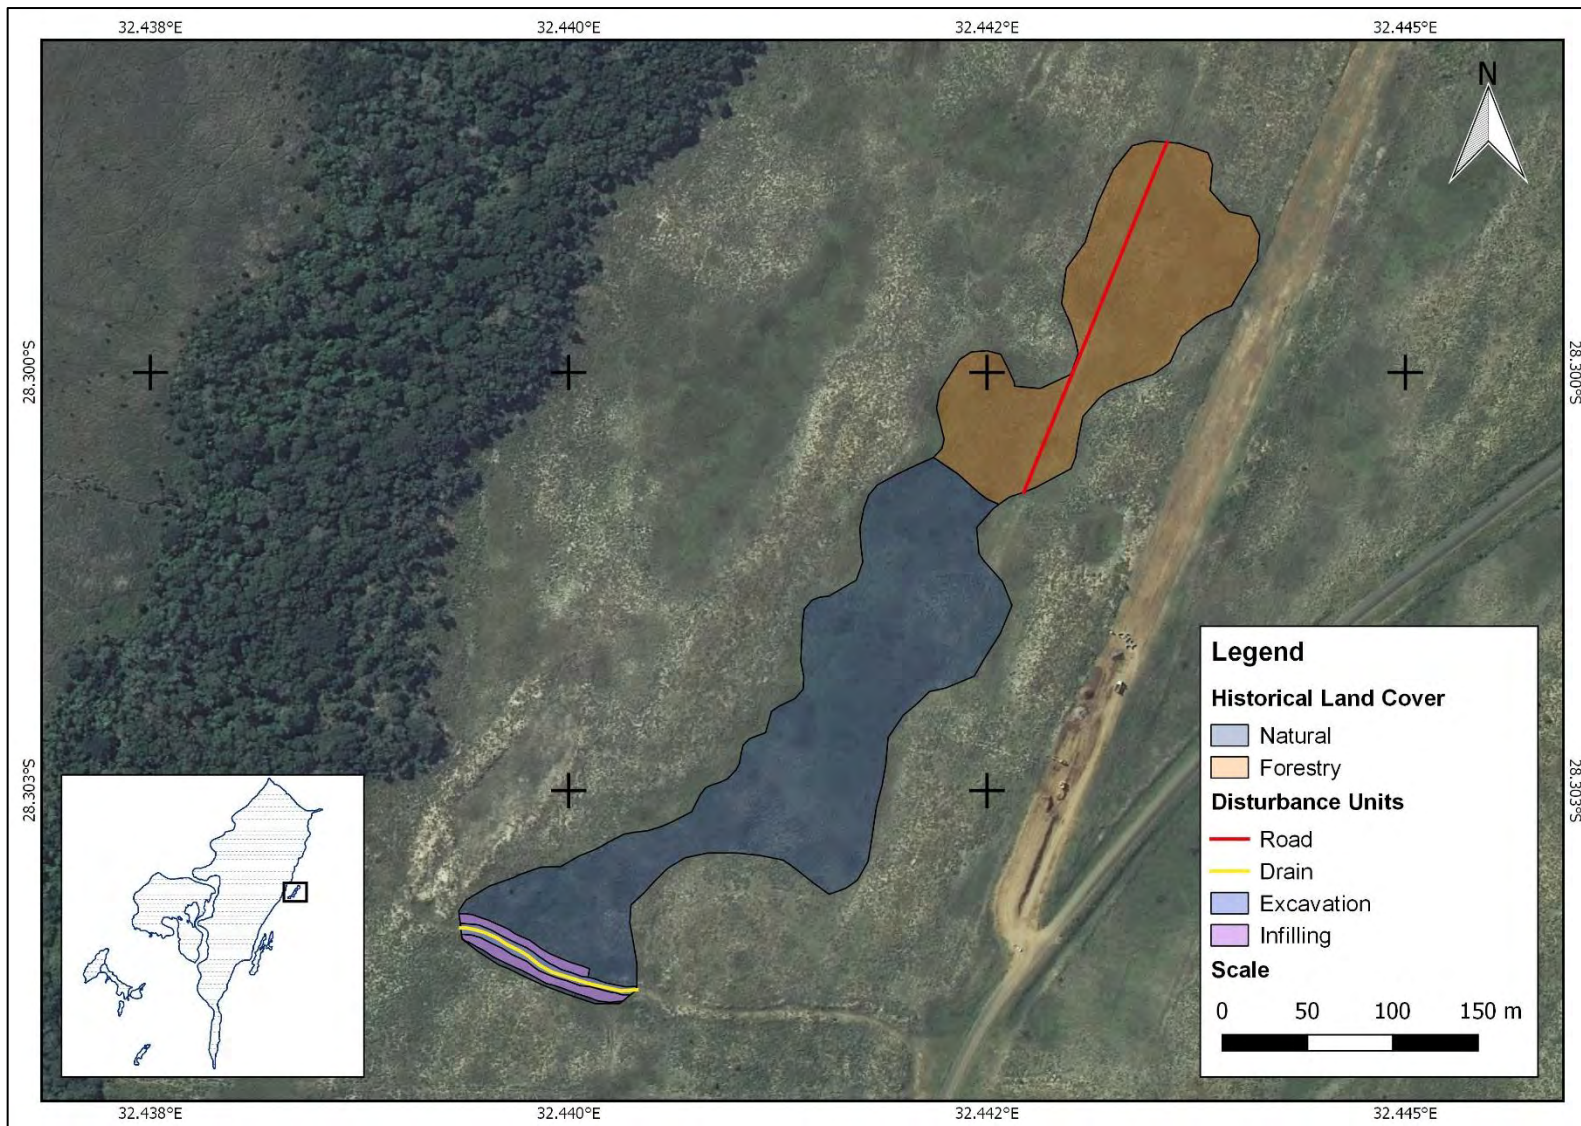 32.438°E 32.440°E 32.442°E 32.445°E
N
28.300°S 28.300°S
28.303°S 28.303°S
Legend
Historical Land Cover
Natural
Forestry
Disturbance Units
Road
Drain
Excavation
Infilling
Scale
0 50 100 150 m
32.438°E 32.440°E 32.442°E 32.445°E